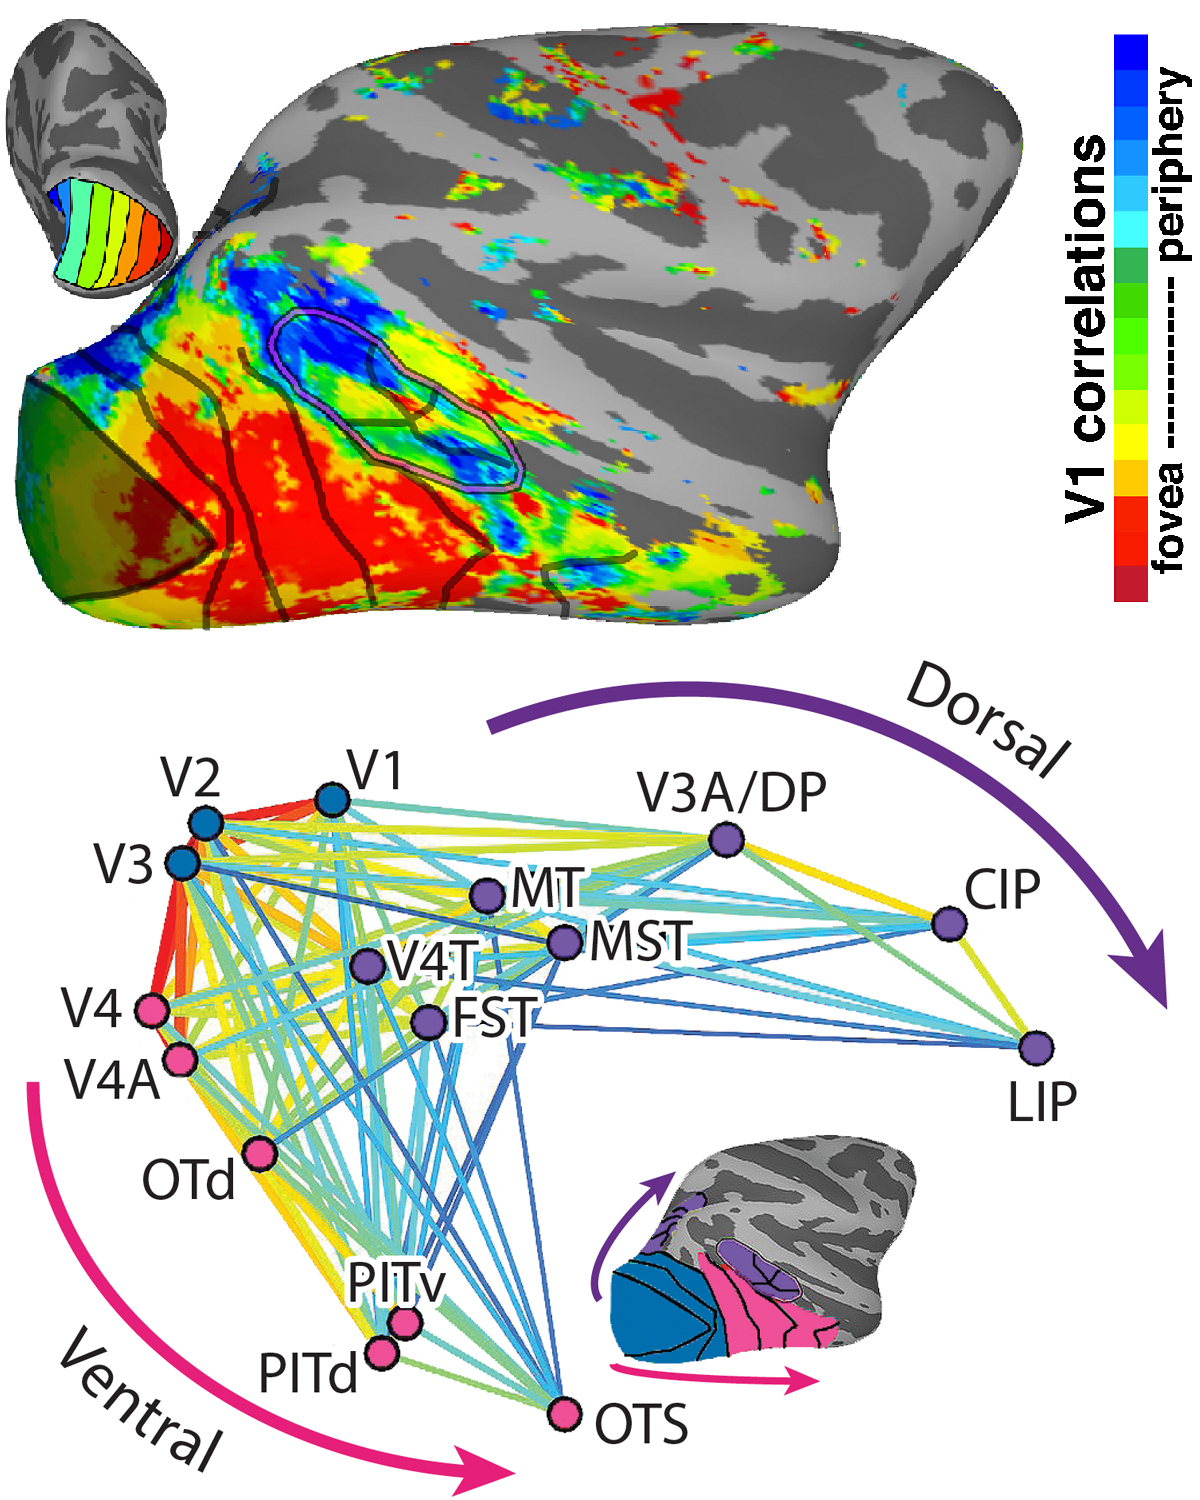 V1 correlations
fovea ------------ periphery
Dorsal
V1
V2
V3A/DP
V3
MT
CIP
MST
V4T
V4
FST
V4A
LIP
OTd
PITv
PITd
OTS
Ventral